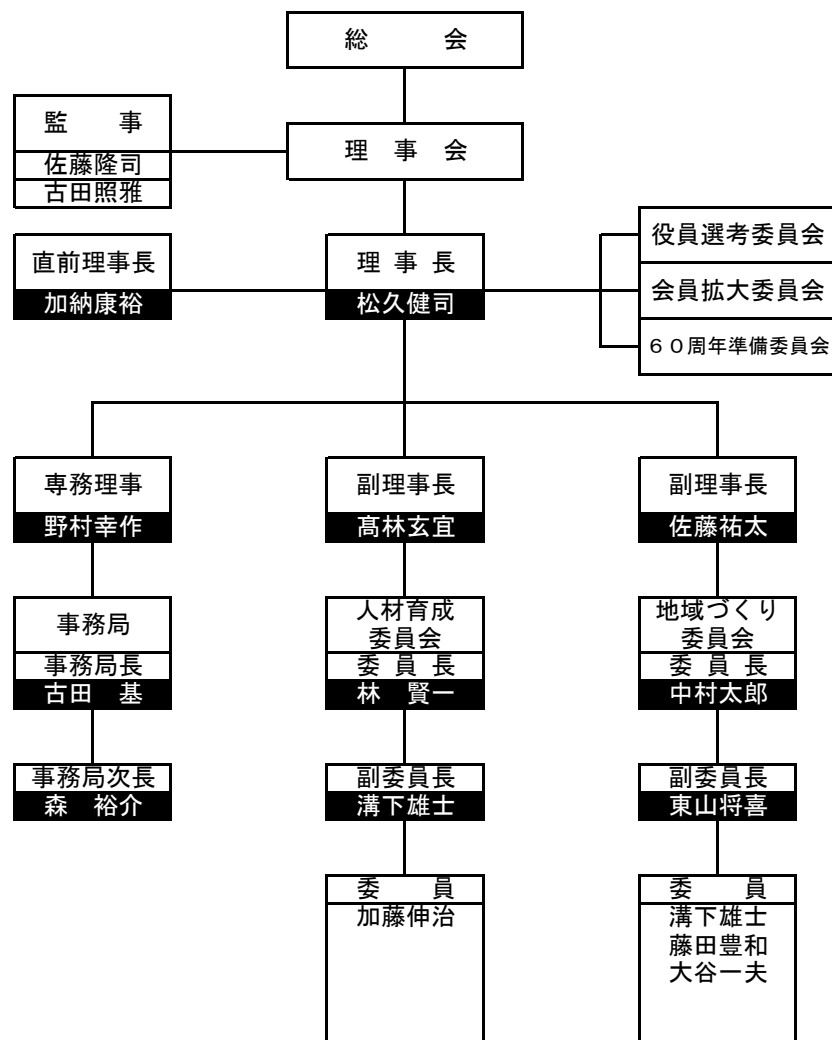 総　会
監　事
佐藤隆司
古田照雅
理　事　会
直前理事長
加納康裕
理 事 長
松久健司
役員選考委員会
会員拡大委員会
６０周年準備委員会
専務理事
野村幸作
副理事長
髙林玄宜
副理事長
佐藤祐太
事務局
事務局長
古田　基
人材育成
委員会
委 員 長
林　賢一
地域づくり
委員会
委 員 長
中村太郎
事務局次長
森　裕介
副委員長
溝下雄士
副委員長
東山将喜
委　員
加藤伸治
委　員
溝下雄士
藤田豊和
大谷一夫